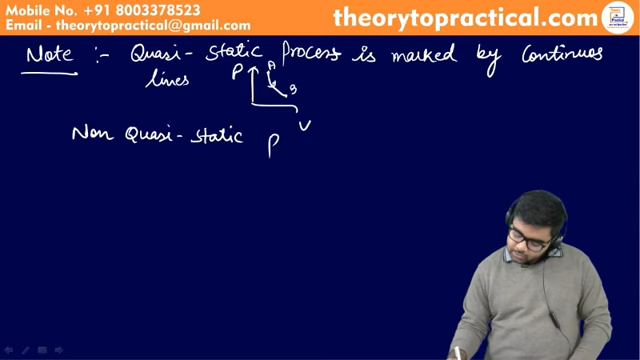 Mobile No. +91 8003378523
Email - theorytopractical@gmail.com
theorytopractical.com
Note :- Quasi-static process is marked by continues
lines
P A B V
Non Quasi-static P